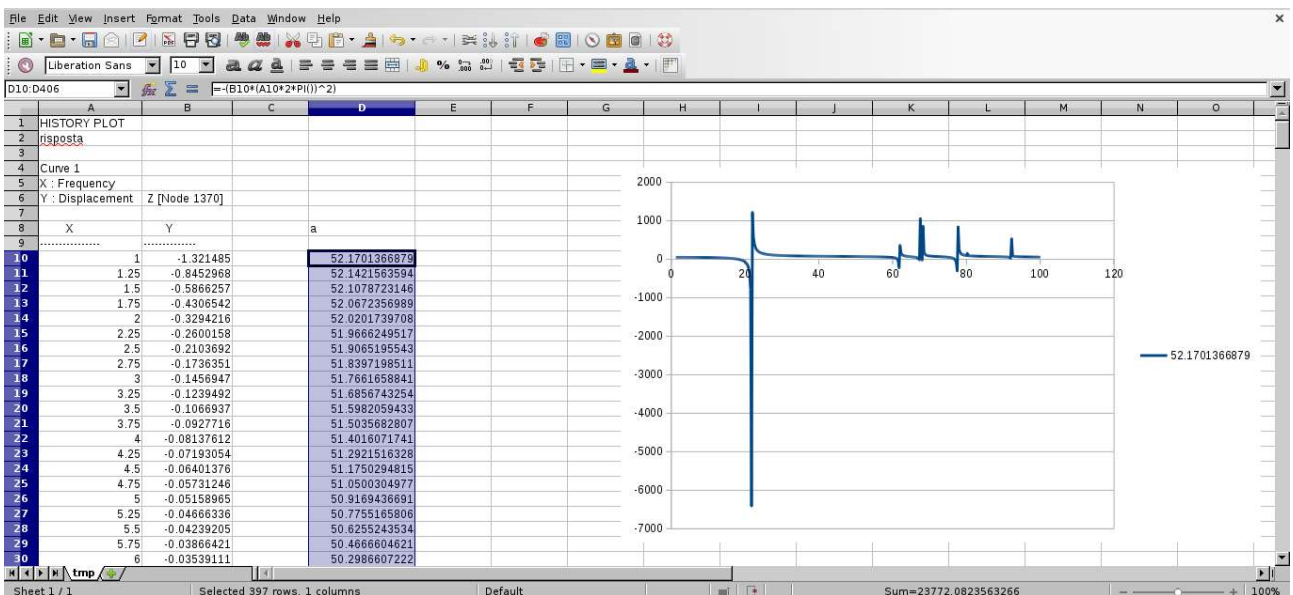 File Edit View Insert Format Tools Data Window Help x
Liberation Sans 10
D10:D406 =-(B10*(A10*2*PI())^2)
A B C D E F G H I J K L M N O
1 HISTORY PLOT
2 risposta
3
4 Curve 1
5 X : Frequency
6 Y : Displacement Z [Node 1370]
7
8 X Y a
9 ---------------- --------------
10 1 -1.321485 52.1701366879
11 1.25 -0.8452968 52.1421563594
12 1.5 -0.5866257 52.1078723146
13 1.75 -0.4306542 52.0672356989
14 2 -0.3294216 52.0201739708
15 2.25 -0.2600158 51.9666249517
16 2.5 -0.2103692 51.9065195543
17 2.75 -0.1736351 51.8397198511
18 3 -0.1456947 51.7661658841
19 3.25 -0.1239492 51.6856743254
20 3.5 -0.1066937 51.5982059433
21 3.75 -0.0927716 51.5035682807
22 4 -0.08137612 51.4016071741
23 4.25 -0.07193054 51.2921516328
24 4.5 -0.06401376 51.1750294815
25 4.75 -0.05731246 51.0500304977
26 5 -0.05158965 50.9169436691
27 5.25 -0.04666336 50.7755165806
28 5.5 -0.04239205 50.6255243534
29 5.75 -0.03866421 50.4666604621
30 6 -0.03539111 50.2986607222
2000
1000
0
-1000
-2000
-3000
-4000
-5000
-6000
-7000
0 20 40 60 80 100 120
52.1701366879
tmp
Sheet 1 / 1 Selected 397 rows, 1 columns Default Sum=23772.0823563266 100%